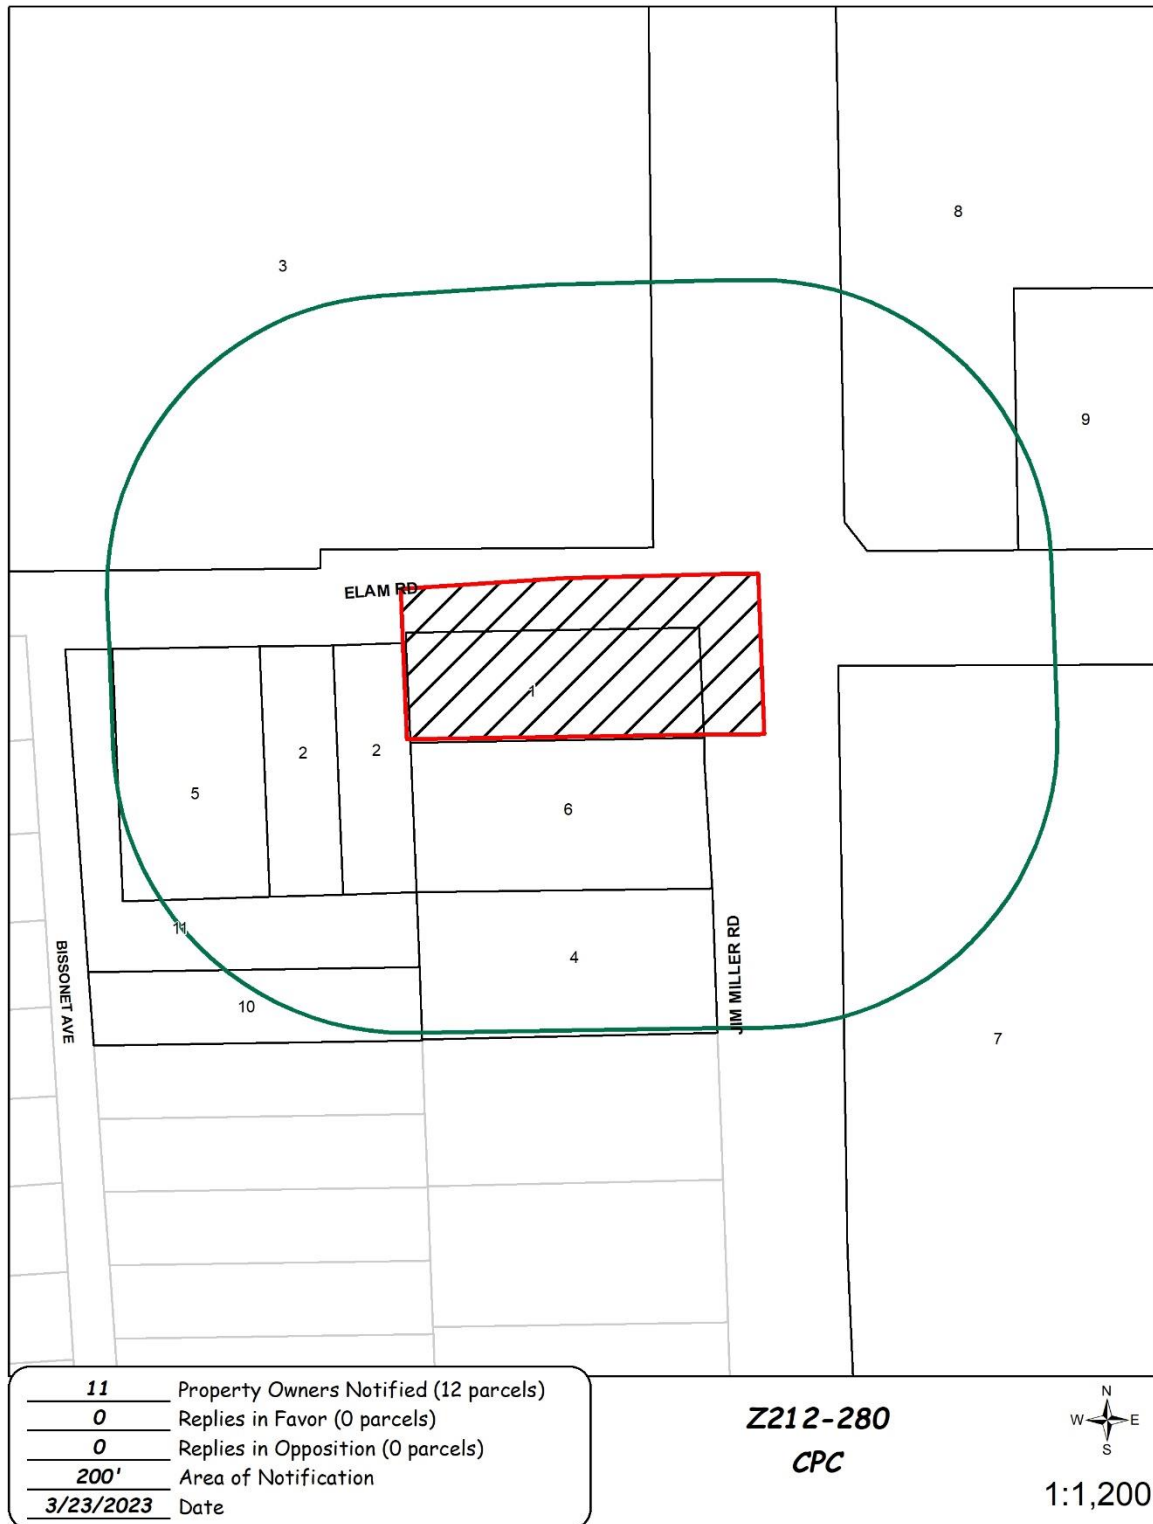 8
3
9
ELAM RD
1
2
2
5
6
11
4
BISSONET AVE
JIM MILLER RD
10
7
11 Property Owners Notified (12 parcels)
0 Replies in Favor (0 parcels)
0 Replies in Opposition (0 parcels)
200' Area of Notification
3/23/2023 Date
Z212-280
CPC
N
W E
S
1:1,200